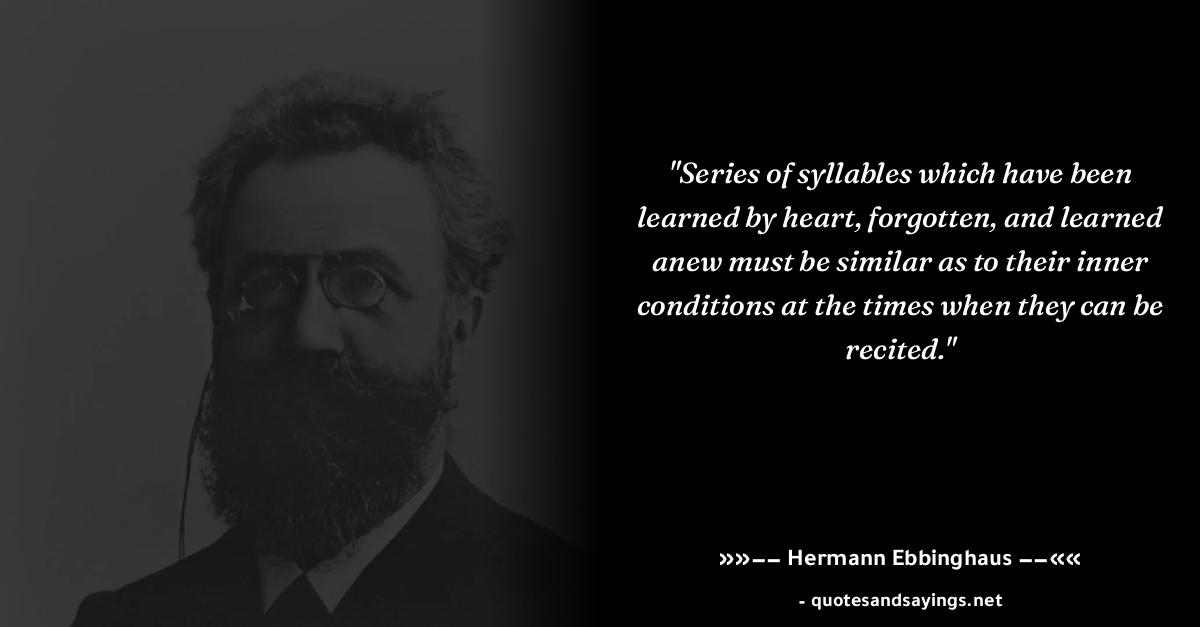 "Series of syllables which have been
learned by heart, forgotten, and learned
anew must be similar as to their inner
conditions at the times when they can be
recited."
»»−− Hermann Ebbinghaus −−««
- quotesandsayings.net